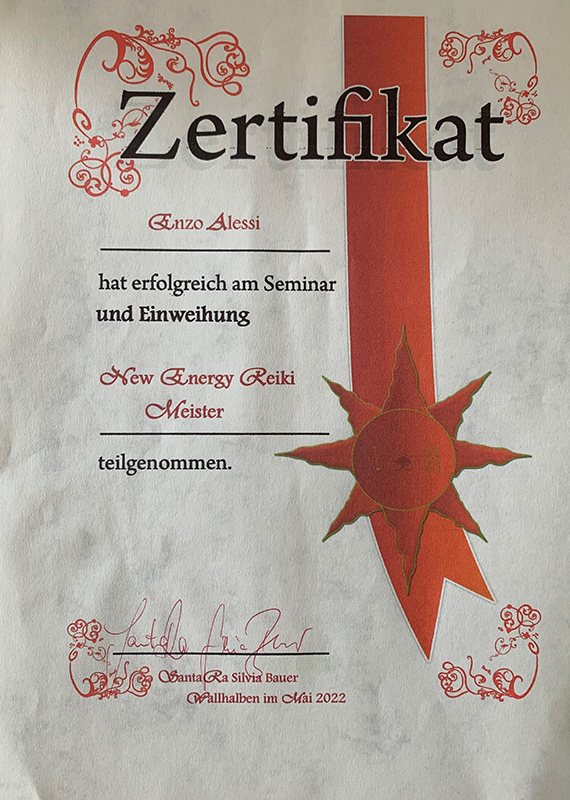 Zertifikat
Enzo Alessi
hat erfolgreich am Seminar
und Einweihung
New Energy Reiki
Meister
teilgenommen.
SantaRa Silvia Bauer
Wallhalben im Mai 2022